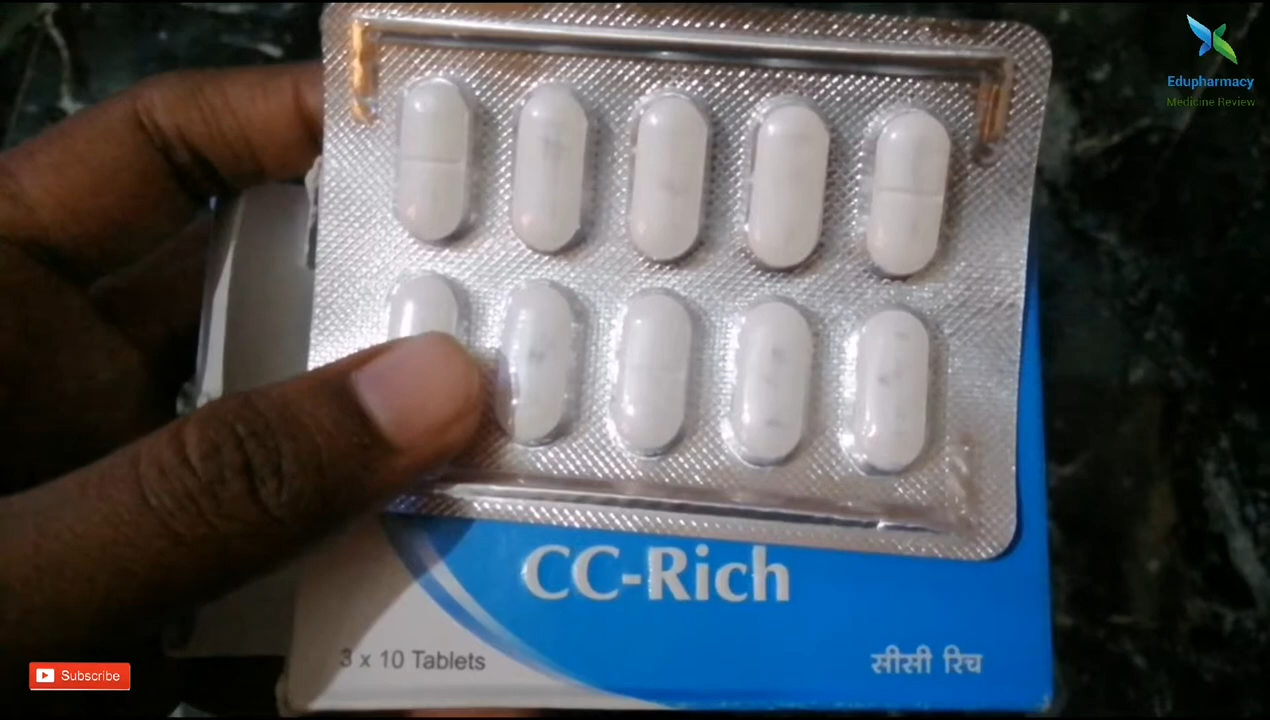 Edupharmacy
Medicine Review
CC-Rich
3 x 10 Tablets
सीसी रिच
Subscribe